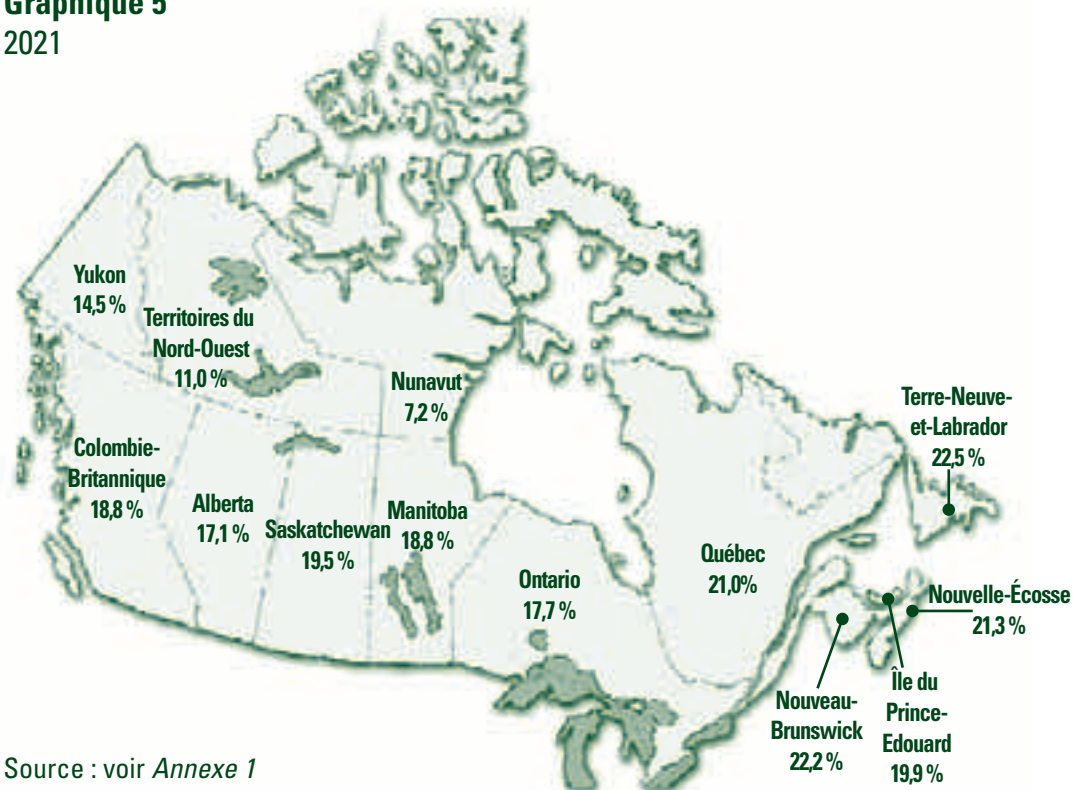 Graphique 5
2021
Yukon
14,5 %
Territoires du
Nord-Ouest
11,0 %
Nunavut
7,2 %
Colombie-
Britannique
18,8 %
Alberta
17,1 %
Saskatchewan
19,5 %
Manitoba
18,8 %
Ontario
17,7 %
Québec
21,0%
Terre-Neuve-
et-Labrador
22,5 %
Nouvelle-Écosse
21,3 %
Île du
Prince-
Edouard
19,9 %
Nouveau-
Brunswick
22,2 %
Source : voir Annexe 1